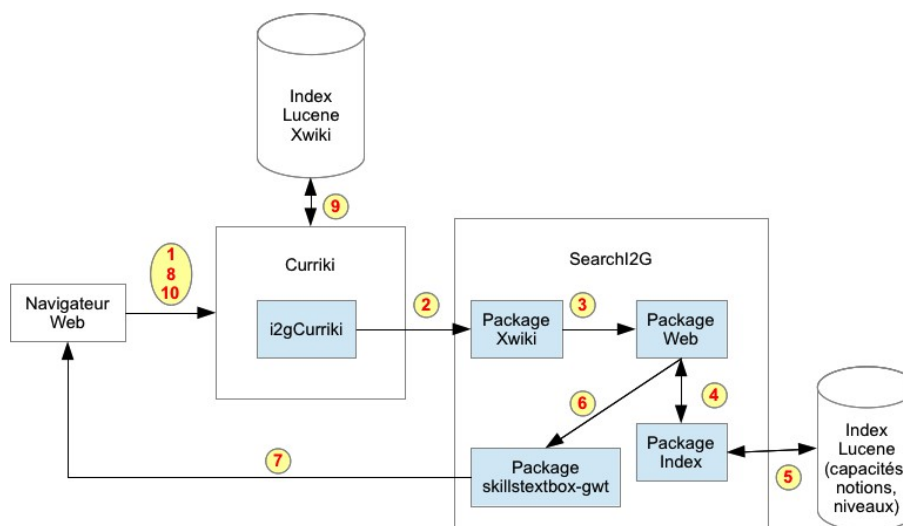 Index
Lucene
Xwiki
9
1
8
10
Currriki
SearchI2G
Navigateur
Web
i2gCurriki
2
Package
Xwiki
3
Package
Web
6
4
7
Package
skillstextbox-gwt
Package
Index
5
Index
Lucene
(capacités,
notions,
niveaux)